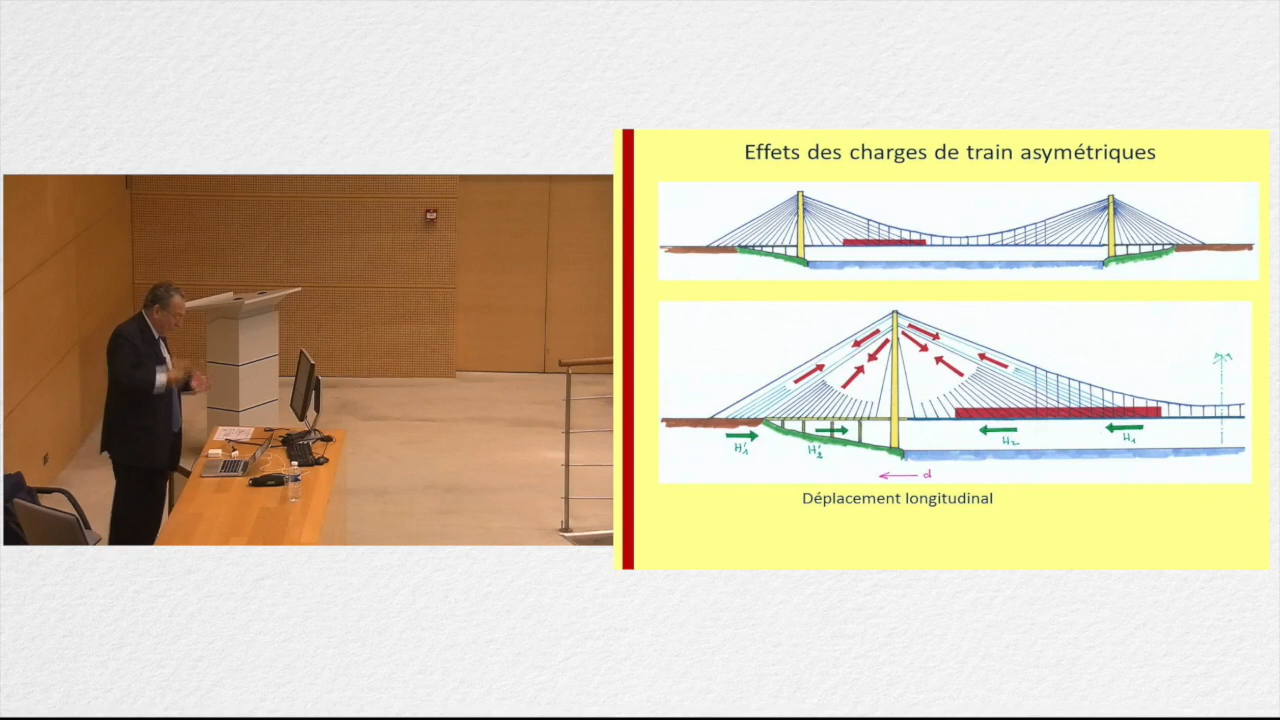 Effets des charges de train asymétriques
H'1
H'2
H2
H1
d
Déplacement longitudinal